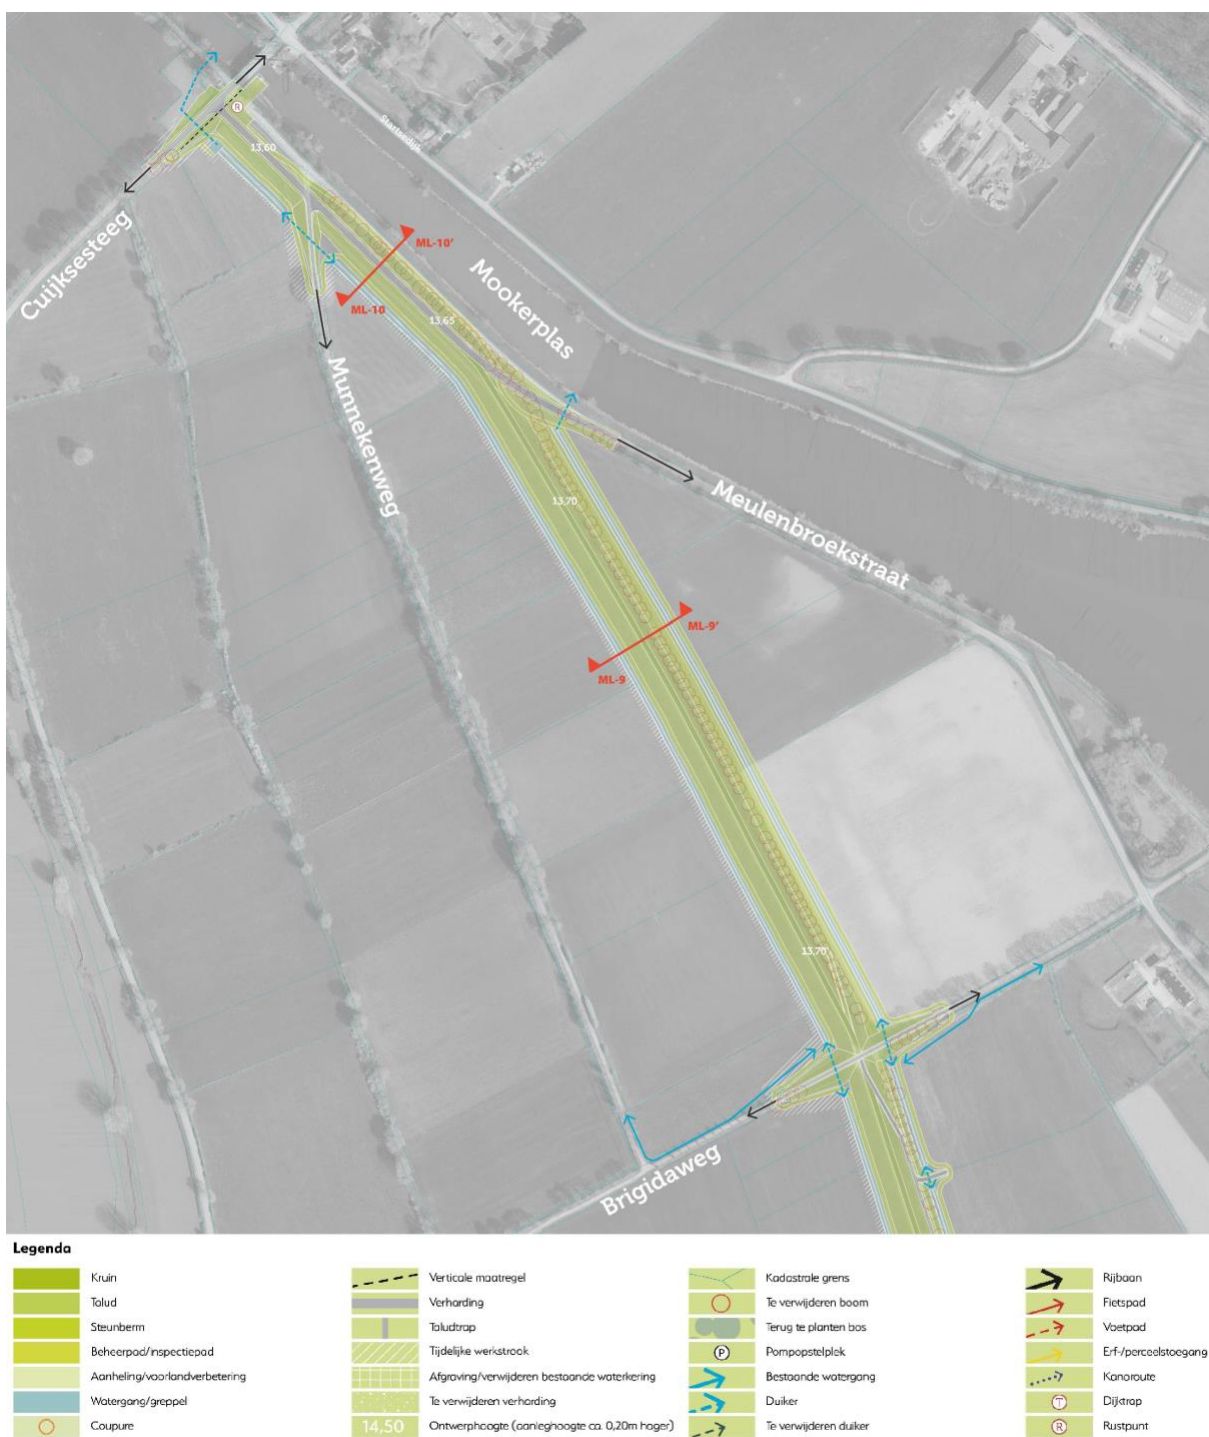 Startsedijk
R
13,60
Cuijksesteeg
ML-10'
ML-10
Mookerplas
13,65
Munnekenweg
Meulenbroekstraat
13,70
ML-9'
ML-9
13,70
Brigidaweg
Legenda
Kruin
Talud
Steunberm
Beheerpad/inspectiepad
Aanheling/voorlandverbetering
Watergang/greppel
Coupure
Verticale maatregel
Verharding
Taludtrap
Tijdelijke werkstrook
Afgraving/verwijderen bestaande waterkering
Te verwijderen verharding
14,50 Ontwerphoogte (aanleghoogte ca. 0,20m hoger)
Kadastrale grens
Te verwijderen boom
Terug te planten bos
P Pompopstelplek
Bestaande watergang
Duiker
Te verwijderen duiker
Rijbaan
Fietspad
Voetpad
Erf-/perceelstoegang
Kanoroute
T Dijktrap
R Rustpunt